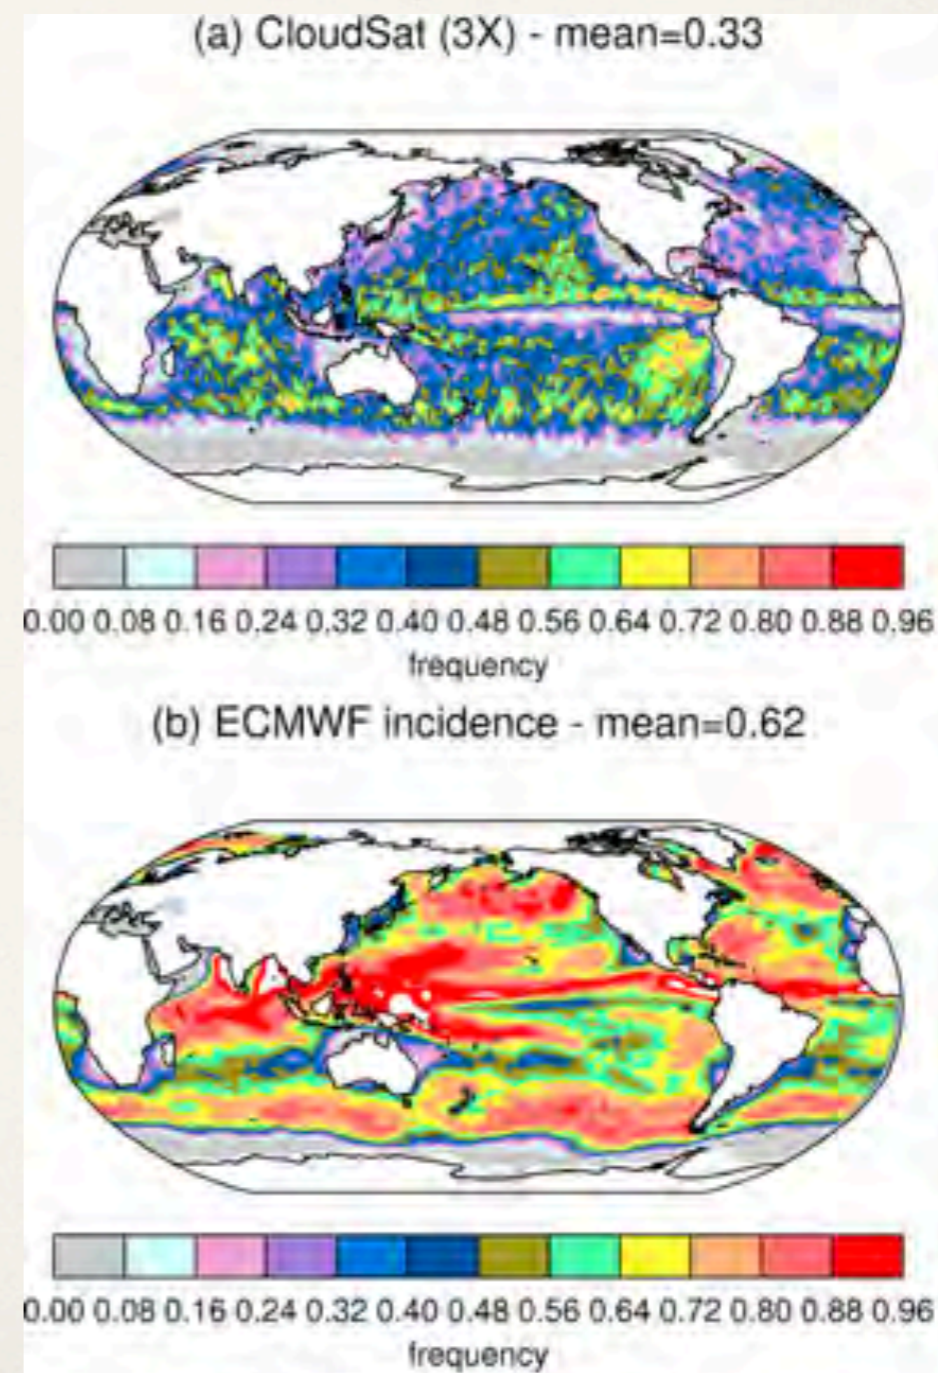 (a) CloudSat (3X) - mean=0.33
0.00 0.08 0.16 0.24 0.32 0.40 0.48 0.56 0.64 0.72 0.80 0.88 0.96
frequency
(b) ECMWF incidence - mean=0.62
0.00 0.08 0.16 0.24 0.32 0.40 0.48 0.56 0.64 0.72 0.80 0.88 0.96
frequency